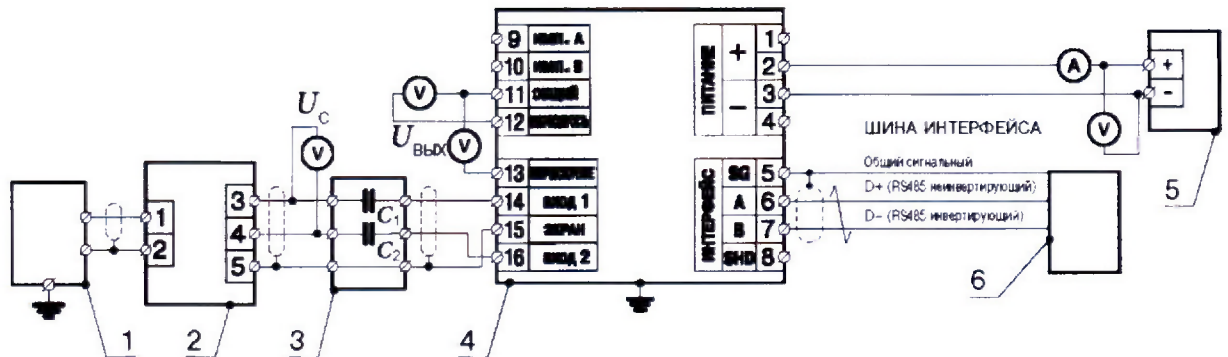 9 ИМП. А
10 ИМП. В
11 ОБЩИЙ
12
13
14 ВХОД 1
15 ЭКРАН
16 ВХОД 2
ПИТАНИЕ
+
−
1
2
3
4
ИНТЕРФЕЙС
SG 5
A 6
B 7
SHD 8
V
U вых
V
U с
V
A
V
+
-
5
ШИНА ИНТЕРФЕЙСА
Общий сигнальный
D+ (RS485 неинвертирующий)
D– (RS485 инвертирующий)
6
1
2
3
4
5
C1
C2
1
2
3
4